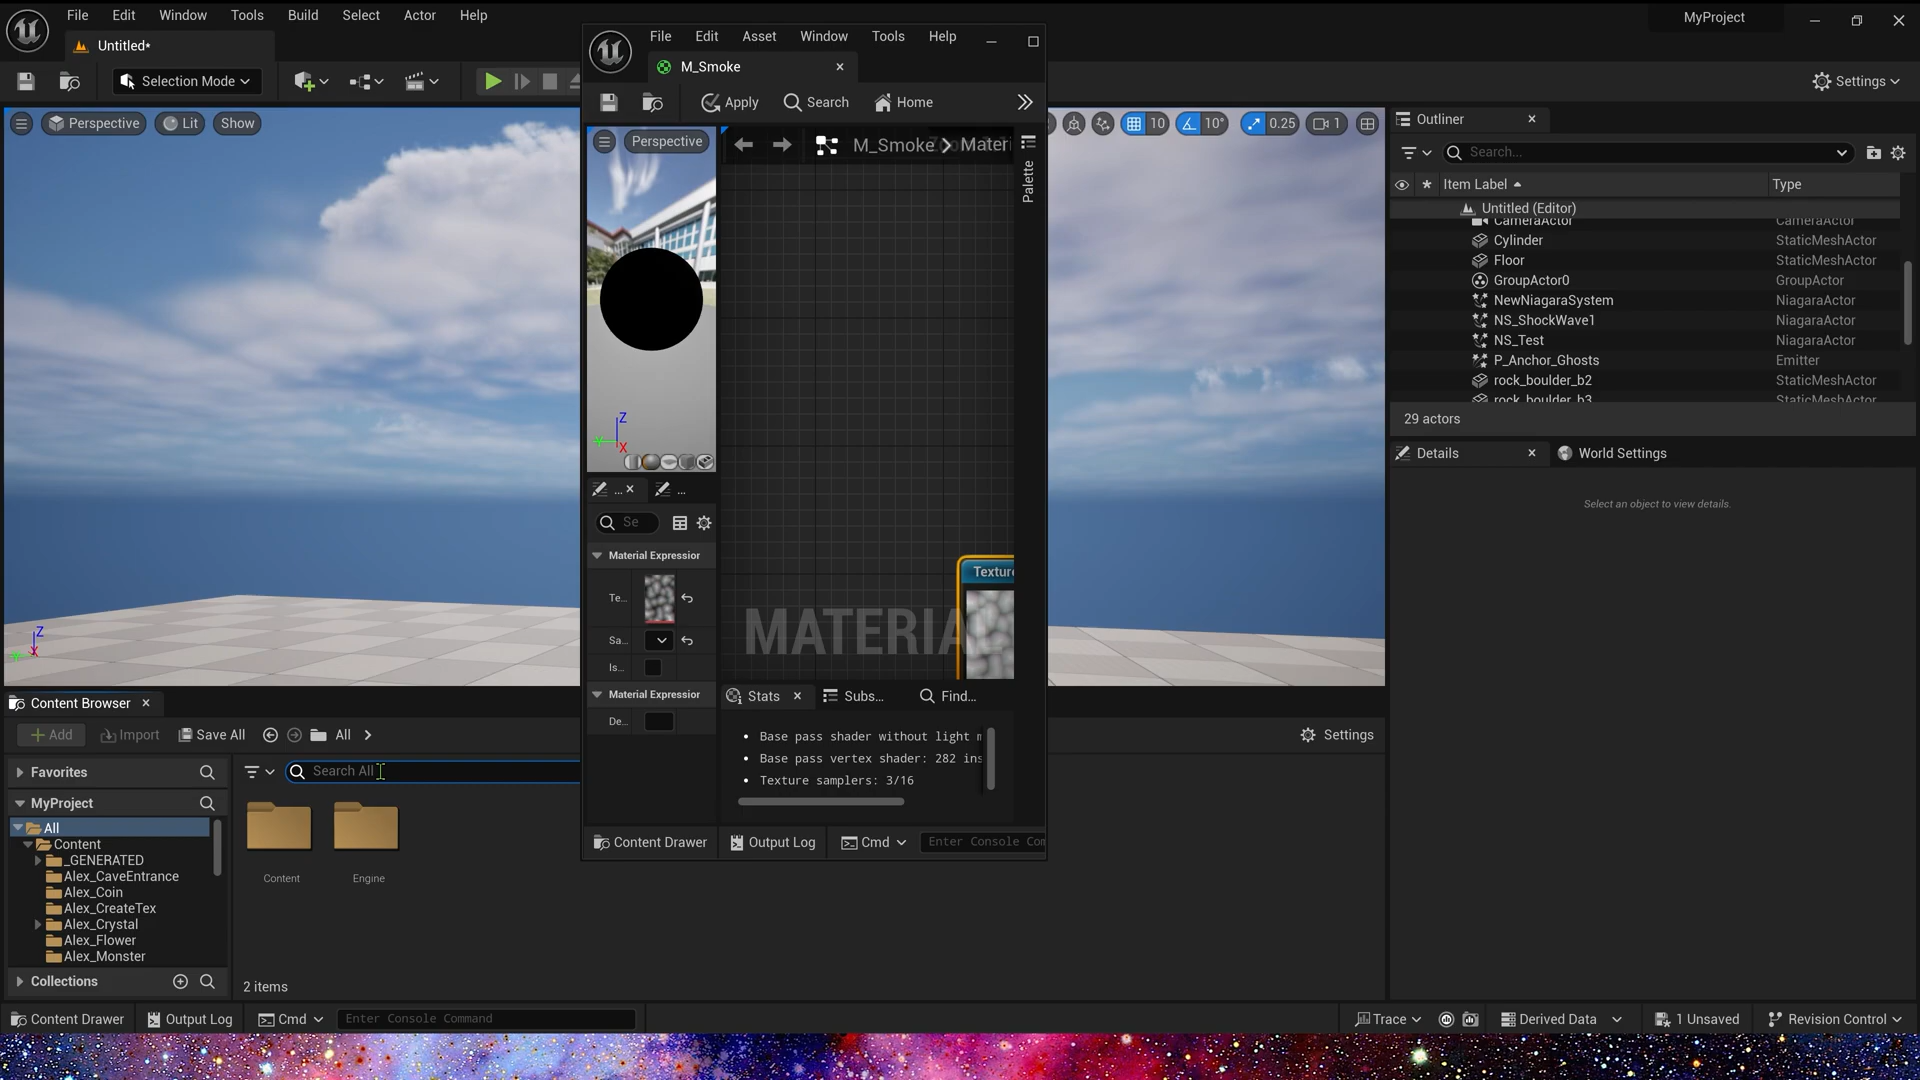 File Edit Window Tools Build Select Actor Help
MyProject
Untitled*
Selection Mode
Settings
Perspective Lit Show
10 10° 0.25 1
File Edit Asset Window Tools Help
M_Smoke
Apply Search Home
Perspective
M_Smoke
Palette
Z
X
Se
Material Expression
Te...
Sa...
Is...
Material Expression
De...
Texture
MATERIA
Stats Subs... Find...
Base pass shader without light
Base pass vertex shader: 282 ins
Texture samplers: 3/16
Content Drawer Output Log Cmd Enter Console Com
Outliner
Search...
Item Label Type
Untitled (Editor)
CameraActor CameraActor
Cylinder StaticMeshActor
Floor StaticMeshActor
GroupActor0 GroupActor
NewNiagaraSystem NiagaraActor
NS_ShockWave1 NiagaraActor
NS_Test NiagaraActor
P_Anchor_Ghosts Emitter
rock_boulder_b2 StaticMeshActor
rock_boulder_b3 StaticMeshActor
29 actors
Details World Settings
Select an object to view details.
Z
X
Content Browser
Add Import Save All All Settings
Favorites
Search All
MyProject
All
Content
_GENERATED
Alex_CaveEntrance
Alex_Coin
Alex_CreateTex
Alex_Crystal
Alex_Flower
Alex_Monster
Content Engine
Collections
2 items
Content Drawer Output Log Cmd Enter Console Command
Trace Derived Data 1 Unsaved Revision Control